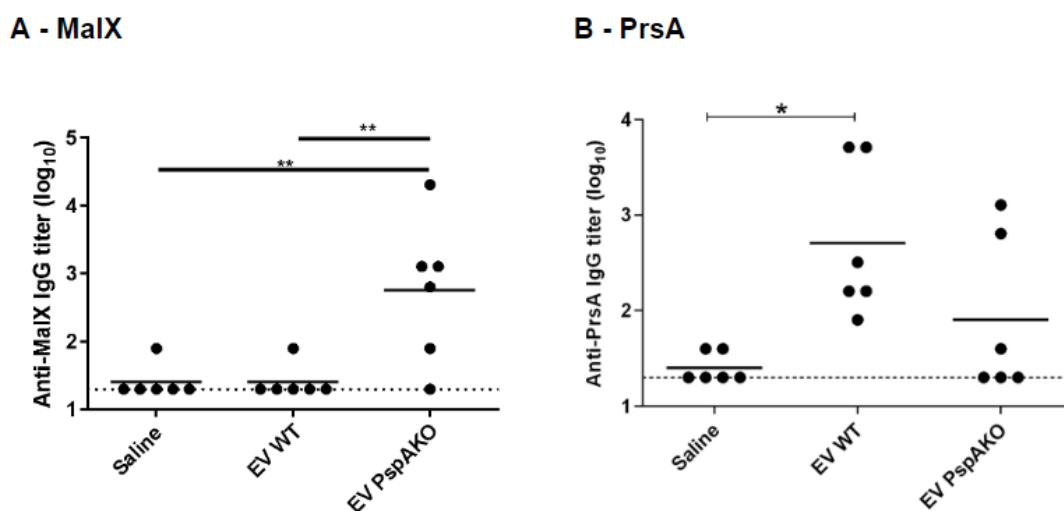 A - MalX
B - PrsA
Anti-MalX IgG titer (log10)
5
4
3
2
1
**
**
Saline
EV WT
EV PspAKO
Anti-PrsA IgG titer (log10)
4
3
2
1
*
Saline
EV WT
EV PspAKO